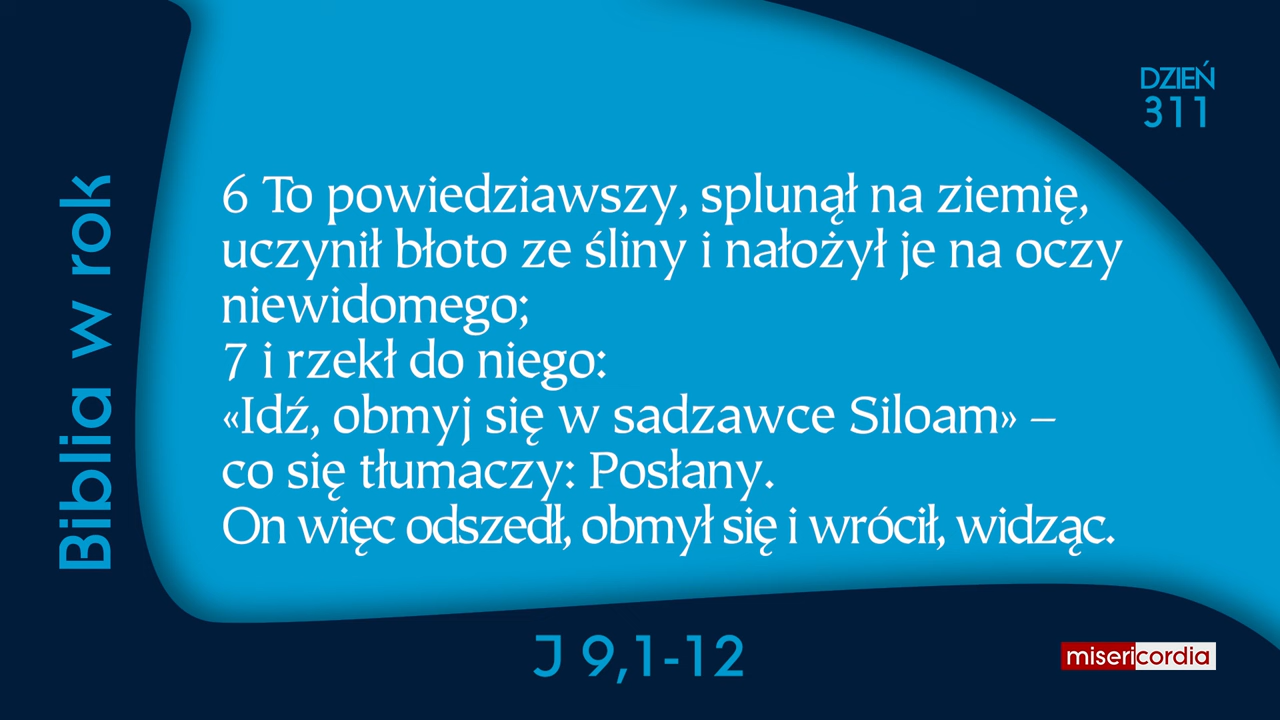 DZIEŃ
311
Biblia w rok
6 To powiedziawszy, splunął na ziemię,
uczynił błoto ze śliny i nałożył je na oczy
niewidomego;
7 i rzekł do niego:
«Idź, obmyj się w sadzawce Siloam» –
co się tłumaczy: Posłany.
On więc odszedł, obmył się i wrócił, widząc.
J 9,1-12
misericordia